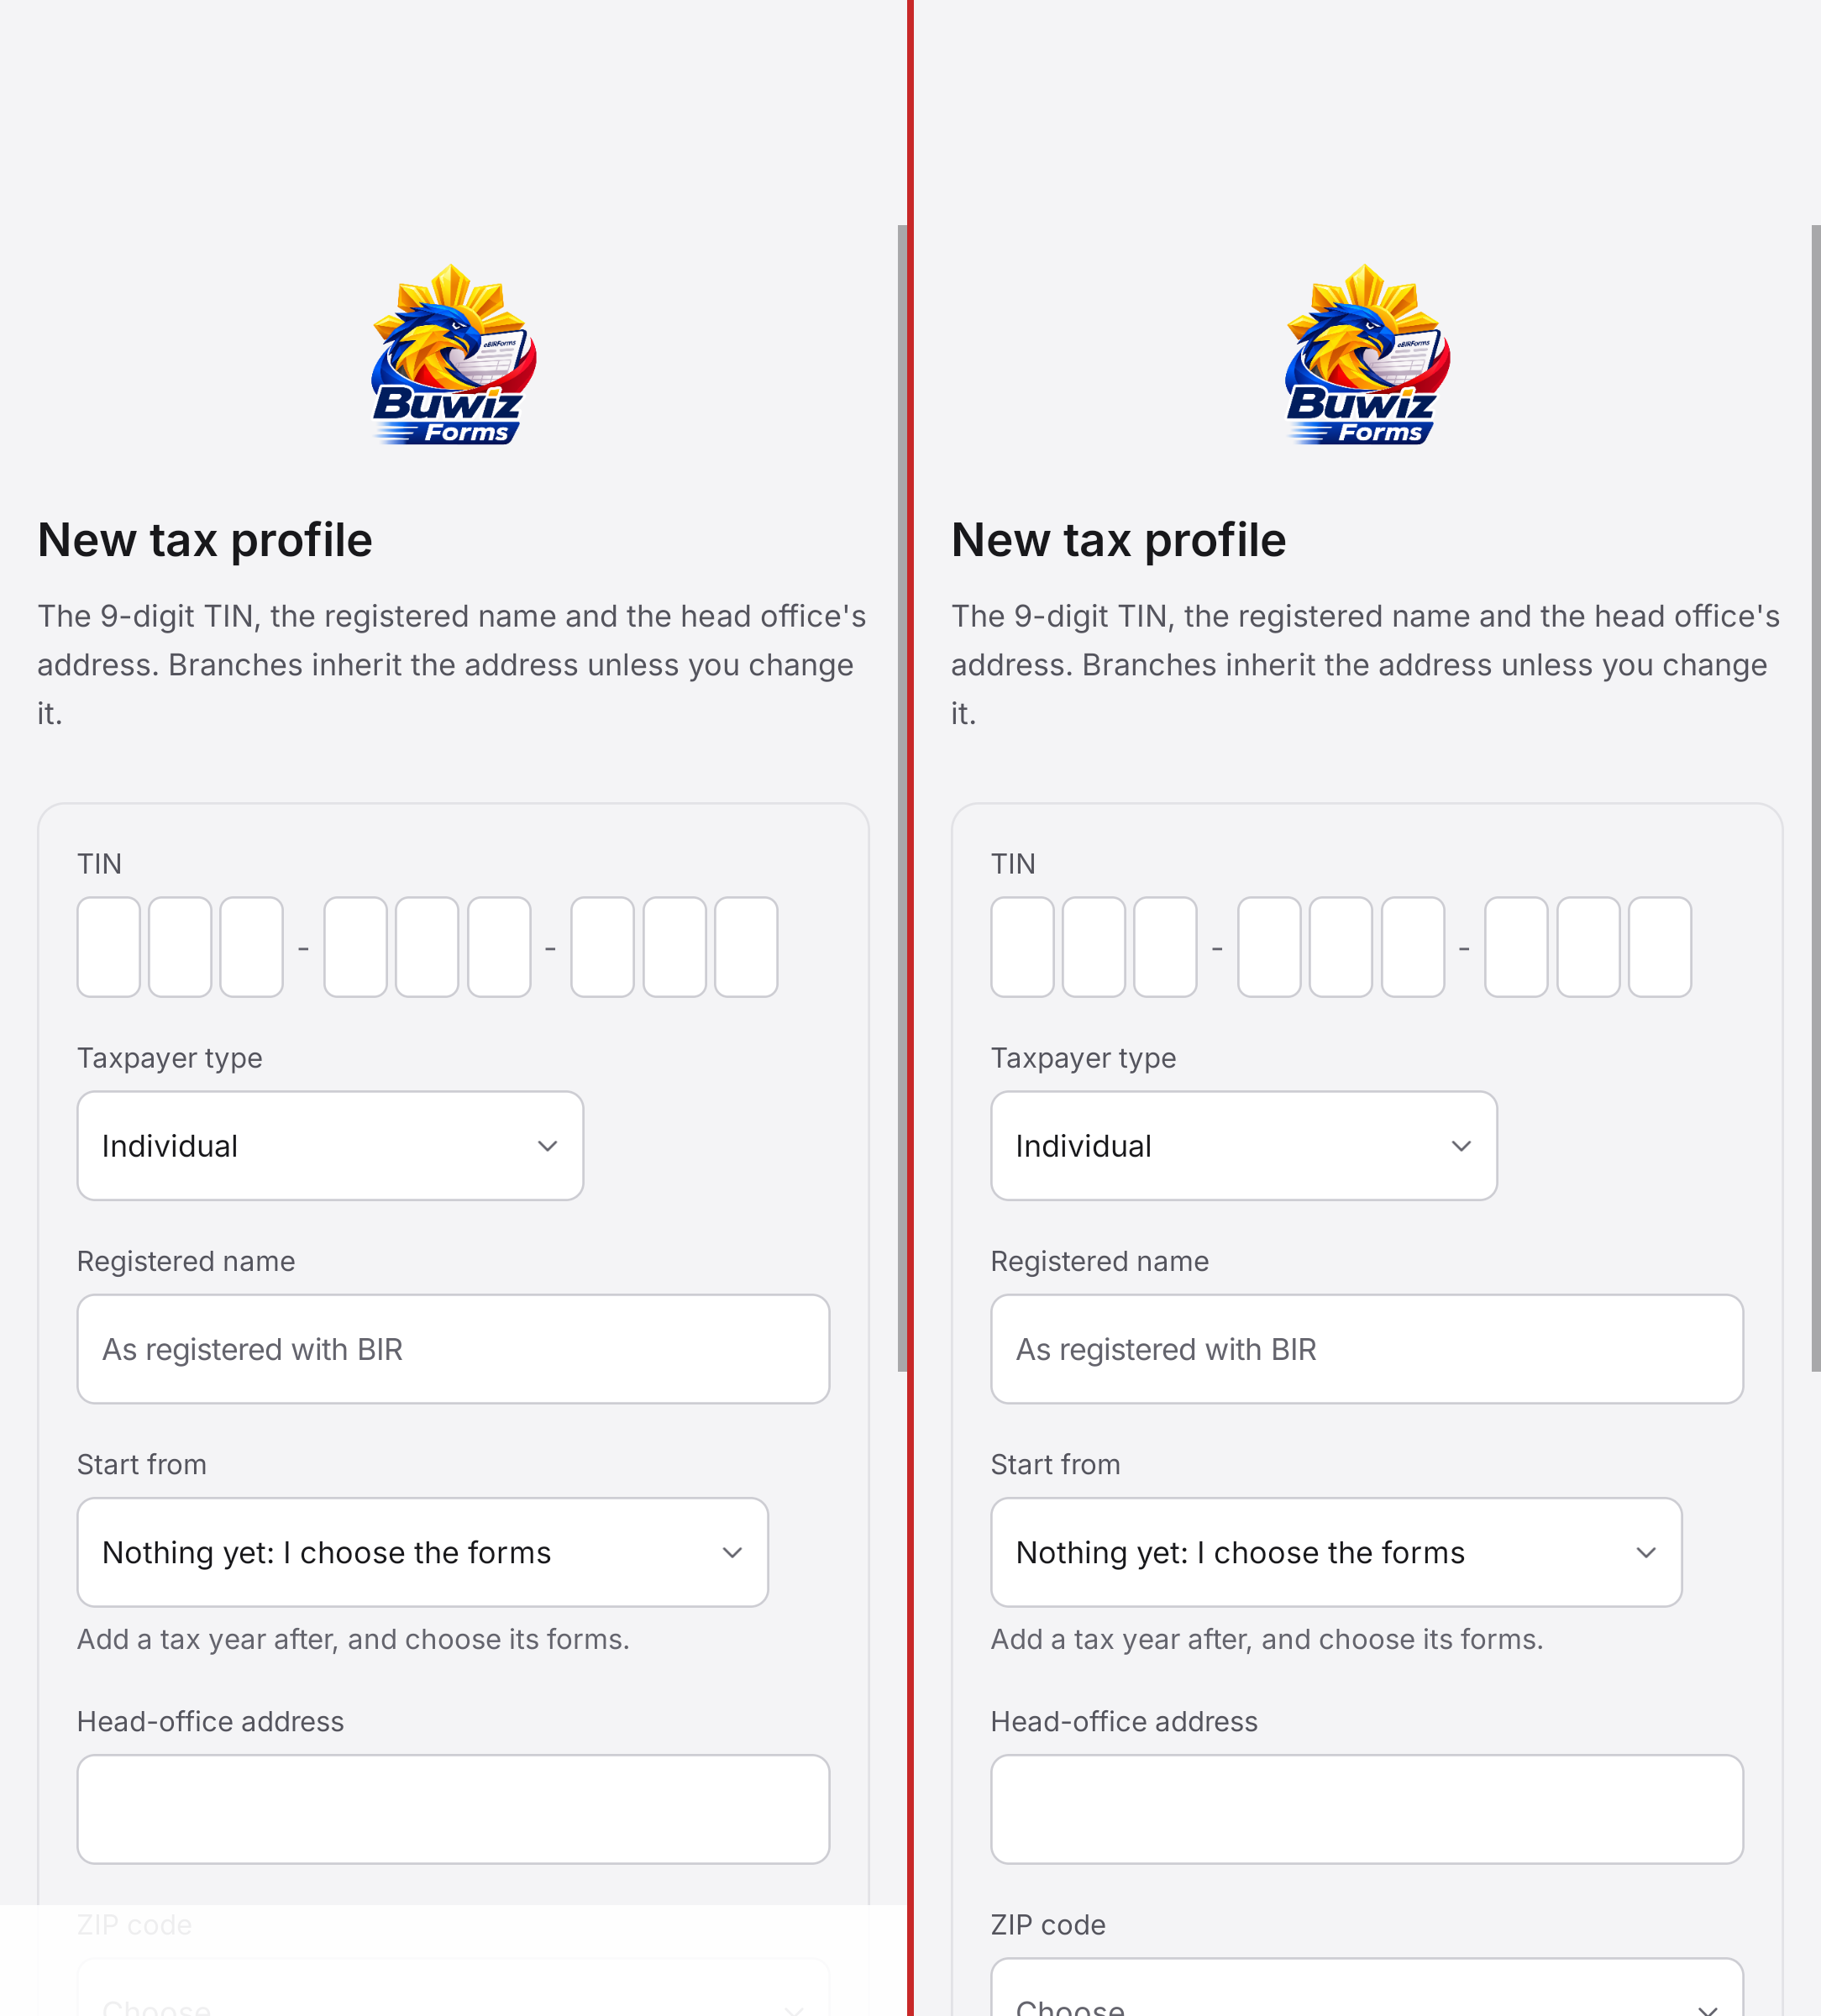 eBIRForms
Buwiz
Forms
New tax profile
The 9-digit TIN, the registered name and the head office's
address. Branches inherit the address unless you change
it.
TIN
- -
Taxpayer type
Individual
Registered name
As registered with BIR
Start from
Nothing yet: I choose the forms
Add a tax year after, and choose its forms.
Head-office address
ZIP code
Choose
eBIRForms
Buwiz
Forms
New tax profile
The 9-digit TIN, the registered name and the head office's
address. Branches inherit the address unless you change
it.
TIN
- -
Taxpayer type
Individual
Registered name
As registered with BIR
Start from
Nothing yet: I choose the forms
Add a tax year after, and choose its forms.
Head-office address
ZIP code
Choose